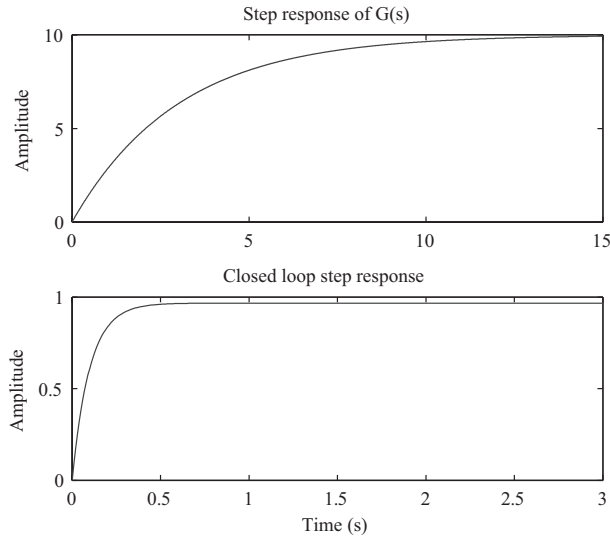 Step response of G(s)
10
5
0
Amplitude
0 5 10 15
Closed loop step response
1
0.5
0
Amplitude
0 0.5 1 1.5 2 2.5 3
Time (s)